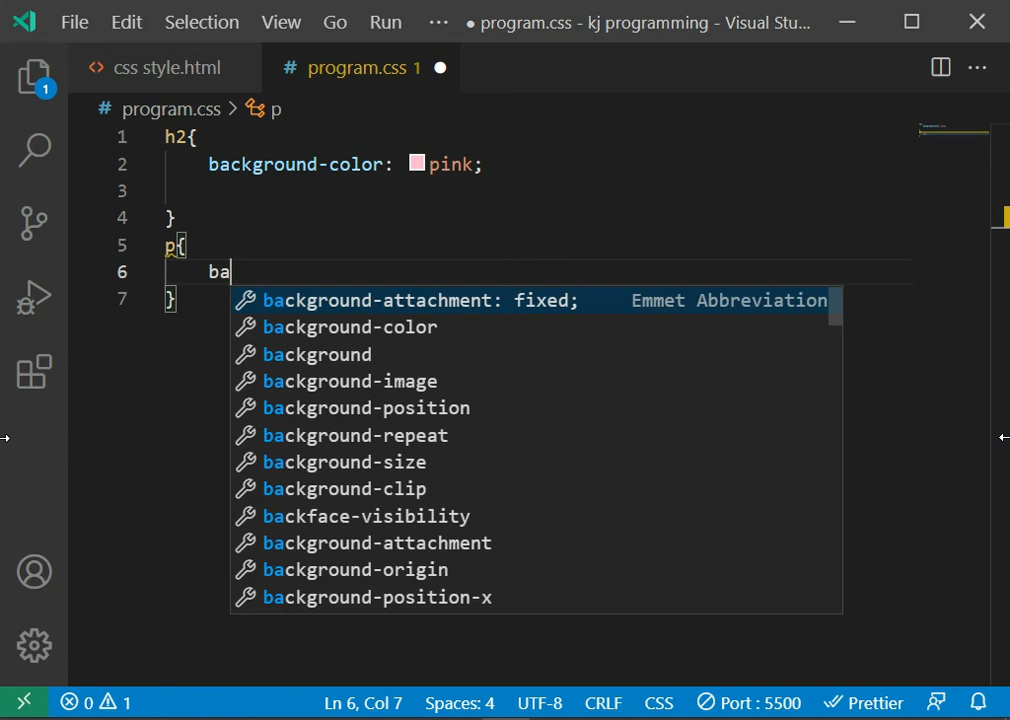 File Edit Selection View Go Run ··· ● program.css - kj programming - Visual Stu...
<> css style.html # program.css 1 ● ···
1
# program.css > p
1 h2{
2 background-color: pink;
3
4 }
5 p{
6 ba
7 }
background-attachment: fixed; Emmet Abbreviation
background-color
background
background-image
background-position
background-repeat
background-size
background-clip
backface-visibility
background-attachment
background-origin
background-position-x
0 1 Ln 6, Col 7 Spaces: 4 UTF-8 CRLF CSS Port : 5500 Prettier